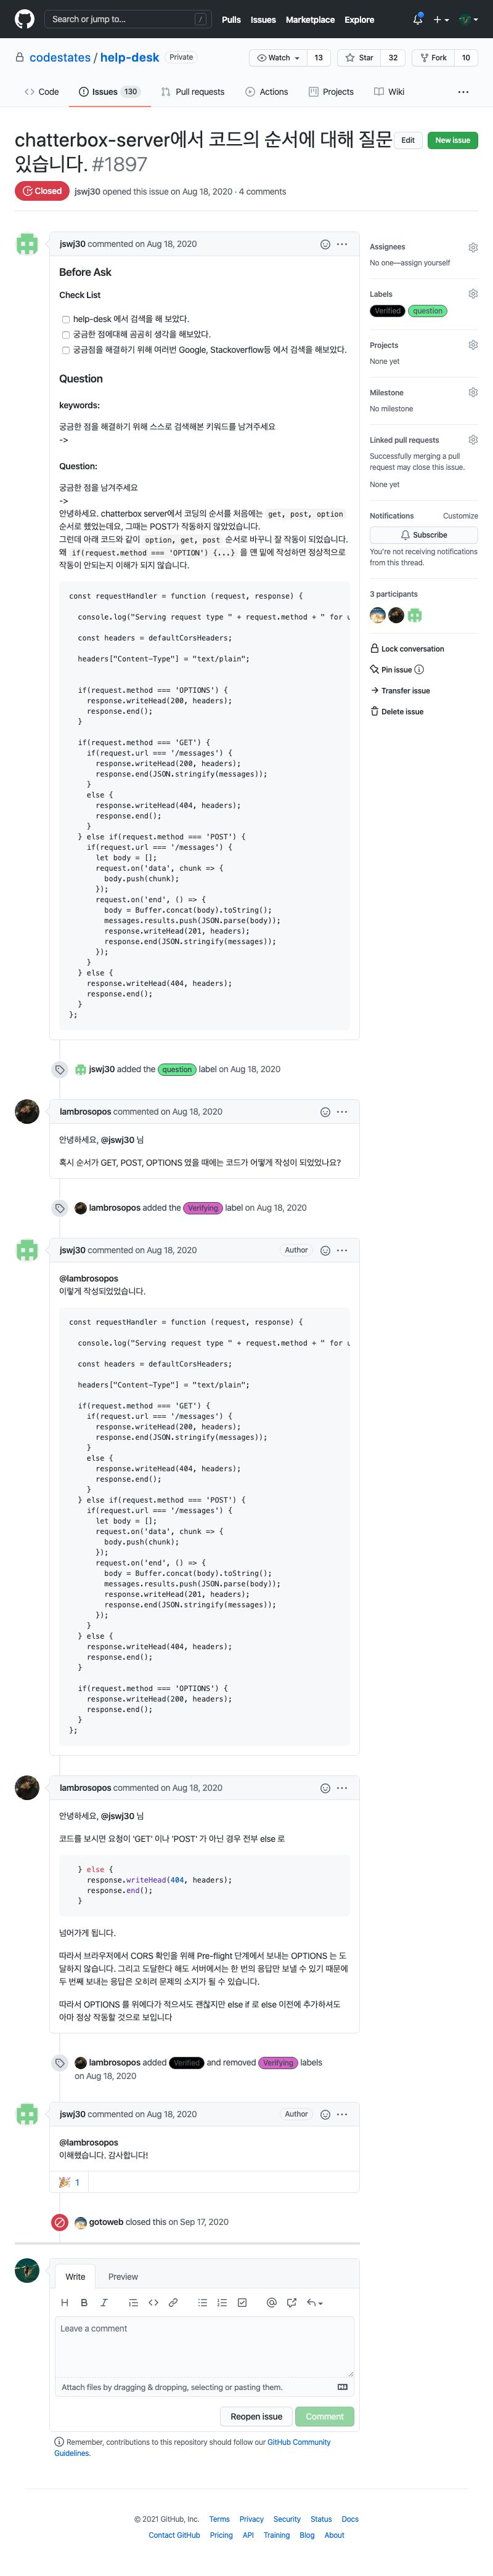 Search or jump to...
/
Pulls Issues Marketplace Explore
codestates / help-desk Private
Watch 13 Star 32 Fork 10
Code Issues 130 Pull requests Actions Projects Wiki
chatterbox-server에서 코드의 순서에 대해 질문
있습니다. #1897
Edit New issue
Closed jswj30 opened this issue on Aug 18, 2020 · 4 comments
jswj30 commented on Aug 18, 2020
Before Ask
Check List
help-desk 에서 검색을 해 보았다.
궁금한 점에대해 곰곰히 생각을 해보았다.
궁금점을 해결하기 위해 여러번 Google, Stackoverflow등 에서 검색을 해보았다.
Question
keywords:
궁금한 점을 해결하기 위해 스스로 검색해본 키워드를 남겨주세요
->
Question:
궁금한 점을 남겨주세요
->
안녕하세요. chatterbox server에서 코딩의 순서를 처음에는 get, post, option
순서로 했었는데요, 그때는 POST가 작동하지 않았었습니다.
그런데 아래 코드와 같이 option, get, post 순서로 바꾸니 잘 작동이 되었습니다.
왜 if(request.method === 'OPTION') {...} 을 맨 밑에 작성하면 정상적으로
작동이 안되는지 이해가 되지 않습니다.
const requestHandler = function (request, response) {
console.log("Serving request type " + request.method + " for u
const headers = defaultCorsHeaders;
headers["Content-Type"] = "text/plain";
if(request.method === 'OPTIONS') {
response.writeHead(200, headers);
response.end();
}
if(request.method === 'GET') {
if(request.url === '/messages') {
response.writeHead(200, headers);
response.end(JSON.stringify(messages));
}
else {
response.writeHead(404, headers);
response.end();
}
} else if(request.method === 'POST') {
if(request.url === '/messages') {
let body = [];
request.on('data', chunk => {
body.push(chunk);
});
request.on('end', () => {
body = Buffer.concat(body).toString();
messages.results.push(JSON.parse(body));
response.writeHead(201, headers);
response.end(JSON.stringify(messages));
});
}
} else {
response.writeHead(404, headers);
response.end();
}
};
Assignees
No one—assign yourself
Labels
Verified question
Projects
None yet
Milestone
No milestone
Linked pull requests
Successfully merging a pull
request may close this issue.
None yet
Notifications Customize
Subscribe
You're not receiving notifications
from this thread.
3 participants
Lock conversation
Pin issue
Transfer issue
Delete issue
jswj30 added the question label on Aug 18, 2020
lambrosopos commented on Aug 18, 2020
안녕하세요, @jswj30 님
혹시 순서가 GET, POST, OPTIONS 였을 때에는 코드가 어떻게 작성이 되었었나요?
lambrosopos added the Verifying label on Aug 18, 2020
jswj30 commented on Aug 18, 2020 Author
@lambrosopos
이렇게 작성되었었습니다.
const requestHandler = function (request, response) {
console.log("Serving request type " + request.method + " for u
const headers = defaultCorsHeaders;
headers["Content-Type"] = "text/plain";
if(request.method === 'GET') {
if(request.url === '/messages') {
response.writeHead(200, headers);
response.end(JSON.stringify(messages));
}
else {
response.writeHead(404, headers);
response.end();
}
} else if(request.method === 'POST') {
if(request.url === '/messages') {
let body = [];
request.on('data', chunk => {
body.push(chunk);
});
request.on('end', () => {
body = Buffer.concat(body).toString();
messages.results.push(JSON.parse(body));
response.writeHead(201, headers);
response.end(JSON.stringify(messages));
});
}
} else {
response.writeHead(404, headers);
response.end();
}
if(request.method === 'OPTIONS') {
response.writeHead(200, headers);
response.end();
}
};
lambrosopos commented on Aug 18, 2020
안녕하세요, @jswj30 님
코드를 보시면 요청이 'GET' 이나 'POST' 가 아닌 경우 전부 else 로
} else {
response.writeHead(404, headers);
response.end();
}
넘어가게 됩니다.
따라서 브라우저에서 CORS 확인을 위해 Pre-flight 단계에서 보내는 OPTIONS 는 도
달하지 않습니다. 그리고 도달한다 해도 서버에서는 한 번의 응답만 보낼 수 있기 때문에
두 번째 보내는 응답은 오히려 문제의 소지가 될 수 있습니다.
따라서 OPTIONS 를 위에다가 적으셔도 괜찮지만 else if 로 else 이전에 추가하셔도
아마 정상 작동할 것으로 보입니다
lambrosopos added Verified and removed Verifying labels
on Aug 18, 2020
jswj30 commented on Aug 18, 2020 Author
@lambrosopos
이해했습니다. 감사합니다!
1
gotoweb closed this on Sep 17, 2020
Write Preview
Leave a comment
Attach files by dragging & dropping, selecting or pasting them.
Reopen issue Comment
Remember, contributions to this repository should follow our GitHub Community
Guidelines.
© 2021 GitHub, Inc. Terms Privacy Security Status Docs
Contact GitHub Pricing API Training Blog About